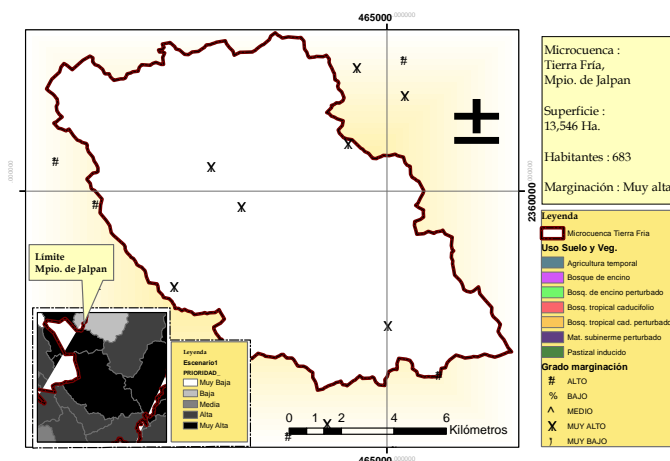 465000
Microcuenca :
Tierra Fría,
Mpio. de Jalpan
Superficie :
13,546 Ha.
Habitantes : 683
Marginación : Muy alta
2360000
Leyenda
Microcuenca Tierra Fria
Uso Suelo y Veg.
Agricultura temporal
Bosque de encino
Bosq. de encino perturbado
Bosq. tropical caducifolio
Bosq. tropical cad. perturbado
Mat. subinerme perturbado
Pastizal inducido
Grado marginación
# ALTO
% BAJO
^ MEDIO
X MUY ALTO
MUY BAJO
Límite
Mpio. de Jalpan
Leyenda
Escenario1
PRIORIDAD_
Muy Baja
Baja
Media
Alta
Muy Alta
0 1 2 4 6
Kilómetros
465000